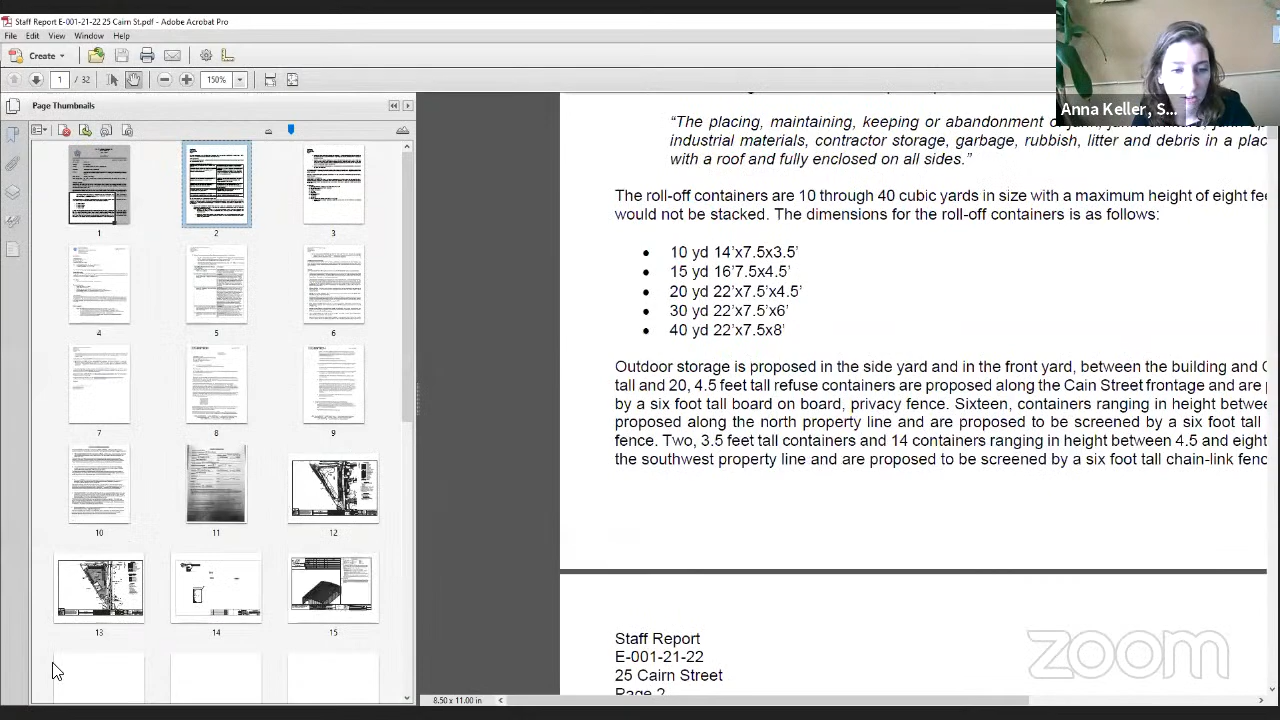 Staff Report E-001-21-22 25 Cairn St.pdf - Adobe Acrobat Pro
File Edit View Window Help
Create
1 / 32 150%
Page Thumbnails
Anna Keller, S...
1 2 3
4 5 6
7 8 9
10 11 12
13 14 15
"The placing, maintaining, keeping or abandonment
industrial materials, contractor storage, garbage, rubbish, litter and debris in a plac
with a roof and fully enclosed on all sides."
The roll-off containers are 10 through 40 cubic yards in size with a maximum height of eight fee
would not be stacked. The dimensions for the roll-off containers is as follows:
• 10 yd 14'x7.5x3.5'
• 15 yd 16'7.5x4.5'
• 20 yd 22'x7.5'x4.5'
• 30 yd 22'x7.5'x6'
• 40 yd 22'x7.5x8'
Outdoor storage is proposed in the side yard and in the front yard, between the building and C
tall and 20, 4.5 feet tall refuse containers are proposed along the Cain Street frontage and are p
by a six foot tall board on board, privacy fence. Sixteen, containers ranging in height betwee
proposed along the north property line and are proposed to be screened by a six foot tall
fence. Two, 3.5 feet tall containers and 14 containers ranging in height between 4.5 and eight
the southwest property line and are proposed to be screened by a six foot tall chain-link fenc
Staff Report
E-001-21-22
25 Cairn Street
Page 2
zoom
8.50 x 11.00 in